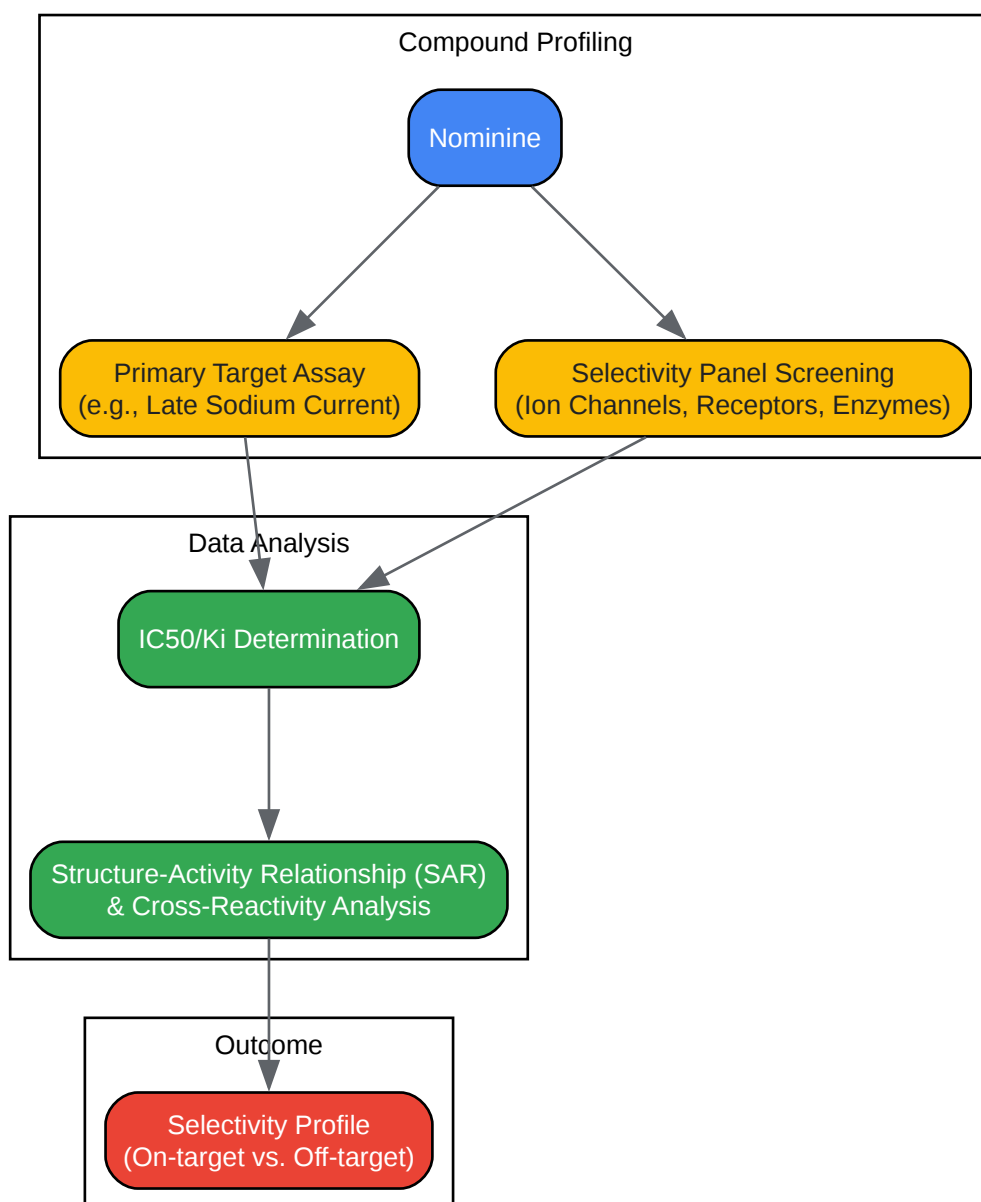 Compound Profiling
Nominine
Primary Target Assay
(e.g., Late Sodium Current)
Selectivity Panel Screening
(Ion Channels, Receptors, Enzymes)
Data Analysis
IC50/Ki Determination
Structure-Activity Relationship (SAR)
& Cross-Reactivity Analysis
Outcome
Selectivity Profile
(On-target vs. Off-target)